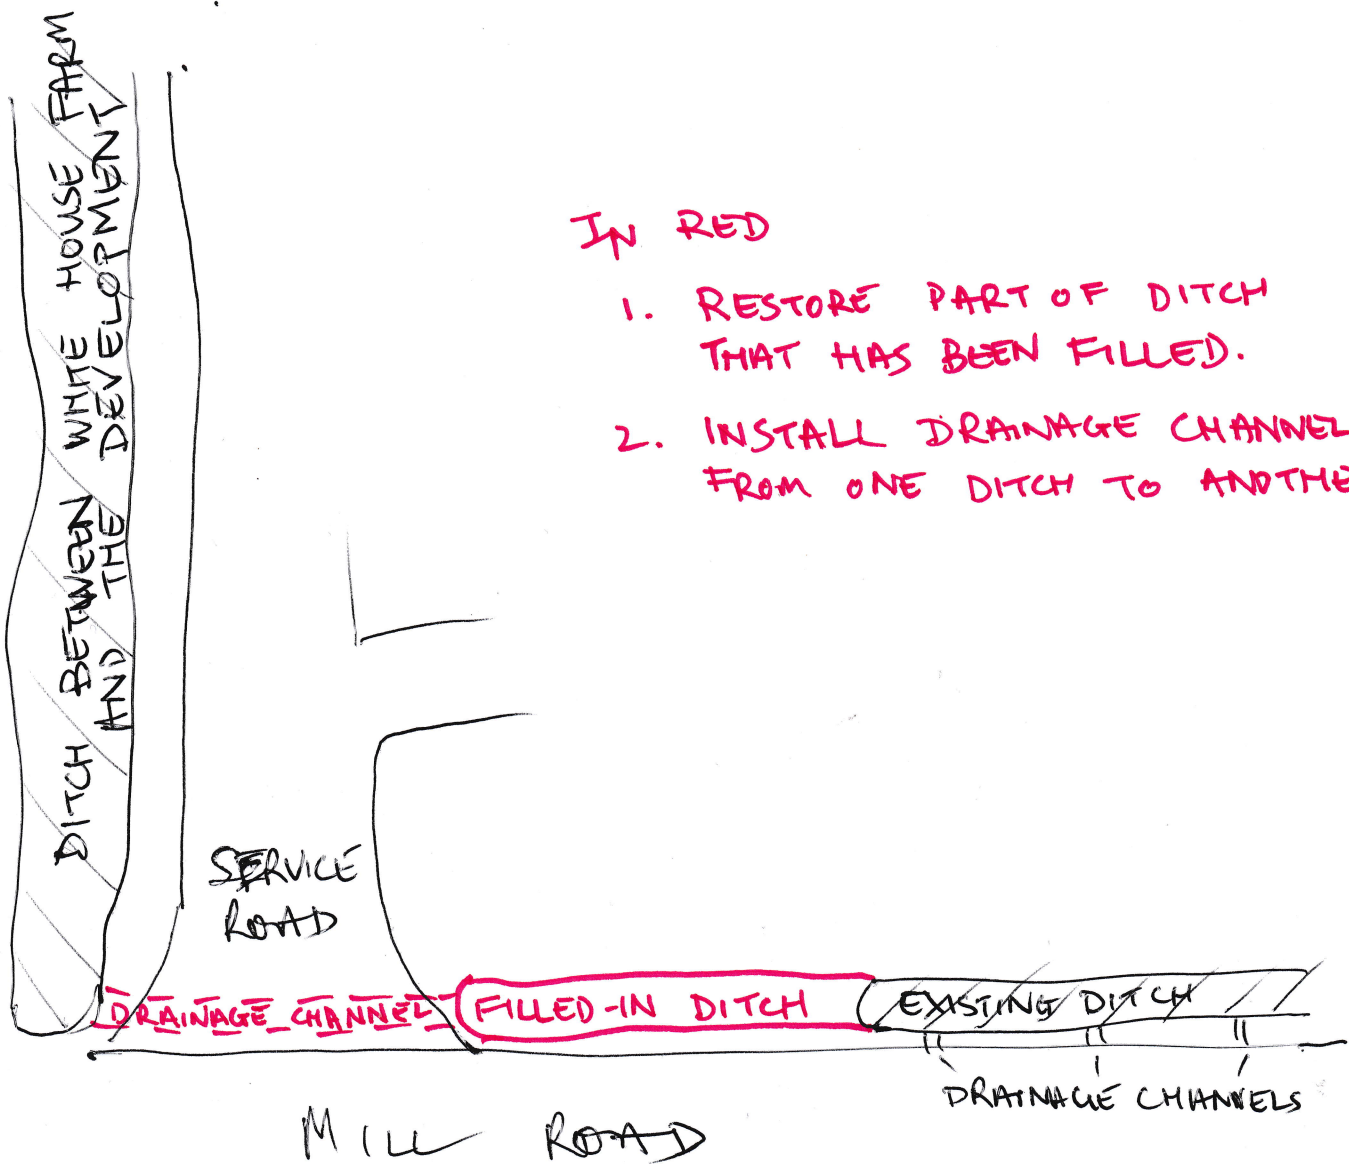 DITCH BETWEEN WHITE HOUSE FARM
AND THE DEVELOPMENT
IN RED
1. RESTORE PART OF DITCH
THAT HAS BEEN FILLED.
2. INSTALL DRAINAGE CHANNEL
FROM ONE DITCH TO ANOTHE
SERVICE
ROAD
DRAINAGE CHANNEL
FILLED-IN DITCH
EXISTING DITCH
DRAINAGE CHANNELS
MILL ROAD